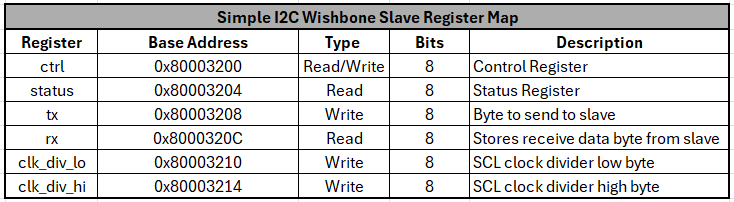 Simple I2C Wishbone Slave Register Map
Register Base Address Type Bits Description
ctrl 0x80003200 Read/Write 8 Control Register
status 0x80003204 Read 8 Status Register
tx 0x80003208 Write 8 Byte to send to slave
rx 0x8000320C Read 8 Stores receive data byte from slave
clk_div_lo 0x80003210 Write 8 SCL clock divider low byte
clk_div_hi 0x80003214 Write 8 SCL clock divider high byte